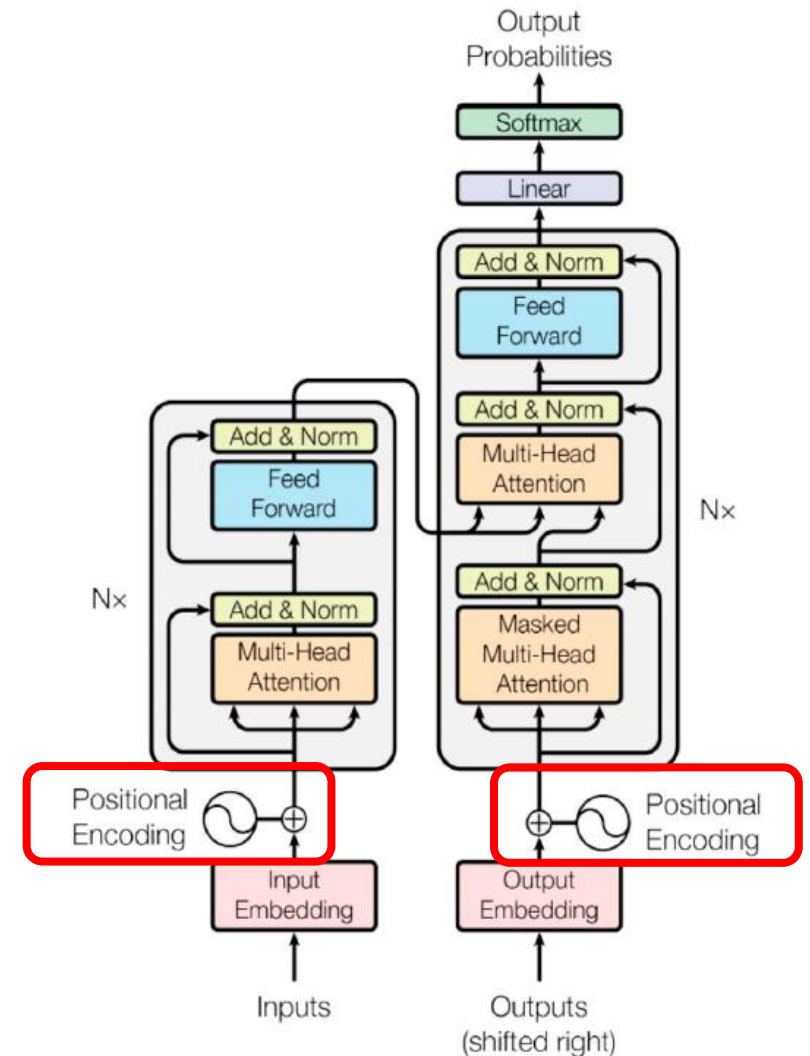 Output
Probabilities
Softmax
Linear
Add & Norm
Feed
Forward
Add & Norm
Multi-Head
Attention
Add & Norm
Masked
Multi-Head
Attention
Nx
Add & Norm
Feed
Forward
Add & Norm
Multi-Head
Attention
Nx
Positional
Encoding
Positional
Encoding
Input
Embedding
Output
Embedding
Inputs
Outputs
(shifted right)